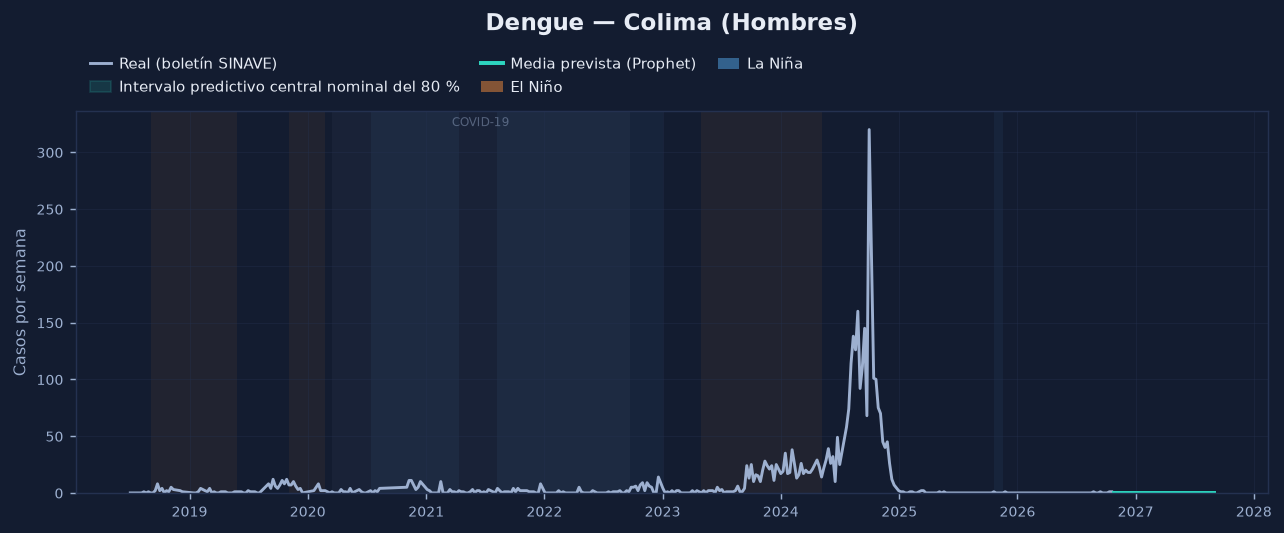 Dengue — Colima (Hombres)
Real (boletín SINAVE)
Media prevista (Prophet)
La Niña
Intervalo predictivo central nominal del 80 %
El Niño
COVID-19
Casos por semana
300
250
200
150
100
50
0
2019 2020 2021 2022 2023 2024 2025 2026 2027 2028